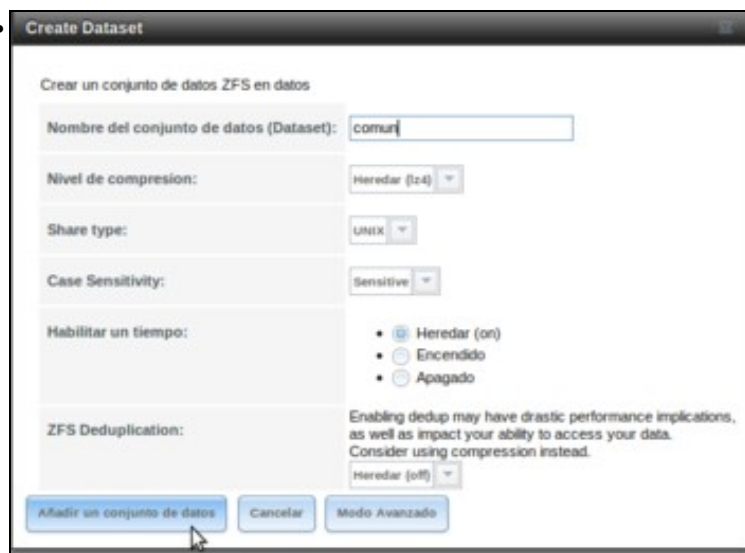 Create Dataset
Crear un conjunto de datos ZFS en datos
Nombre del conjunto de datos (Dataset): comun
Nivel de compresion: Heredar (lz4)
Share type: UNIX
Case Sensitivity: Sensitive
Habilitar un tiempo: Heredar (on)
Encendido
Apagado
ZFS Deduplication: Enabling dedup may have drastic performance implications,
as well as impact your ability to access your data.
Consider using compression instead.
Heredar (off)
Añadir un conjunto de datos Cancelar Modo Avanzado